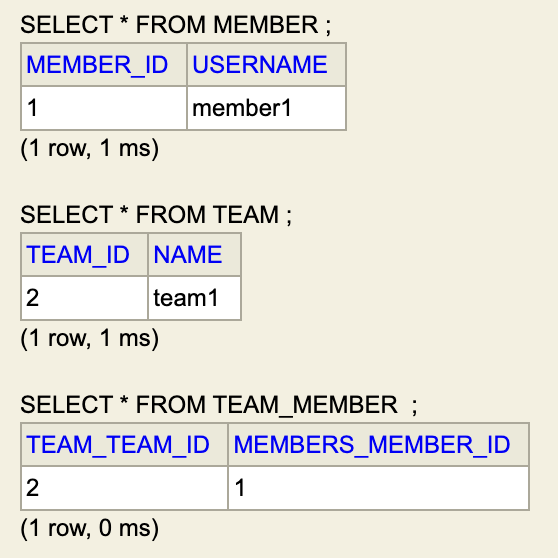 SELECT * FROM MEMBER ;
MEMBER_ID USERNAME
1 member1
(1 row, 1 ms)
SELECT * FROM TEAM ;
TEAM_ID NAME
2 team1
(1 row, 1 ms)
SELECT * FROM TEAM_MEMBER  ;
TEAM_TEAM_ID MEMBERS_MEMBER_ID
2 1
(1 row, 0 ms)